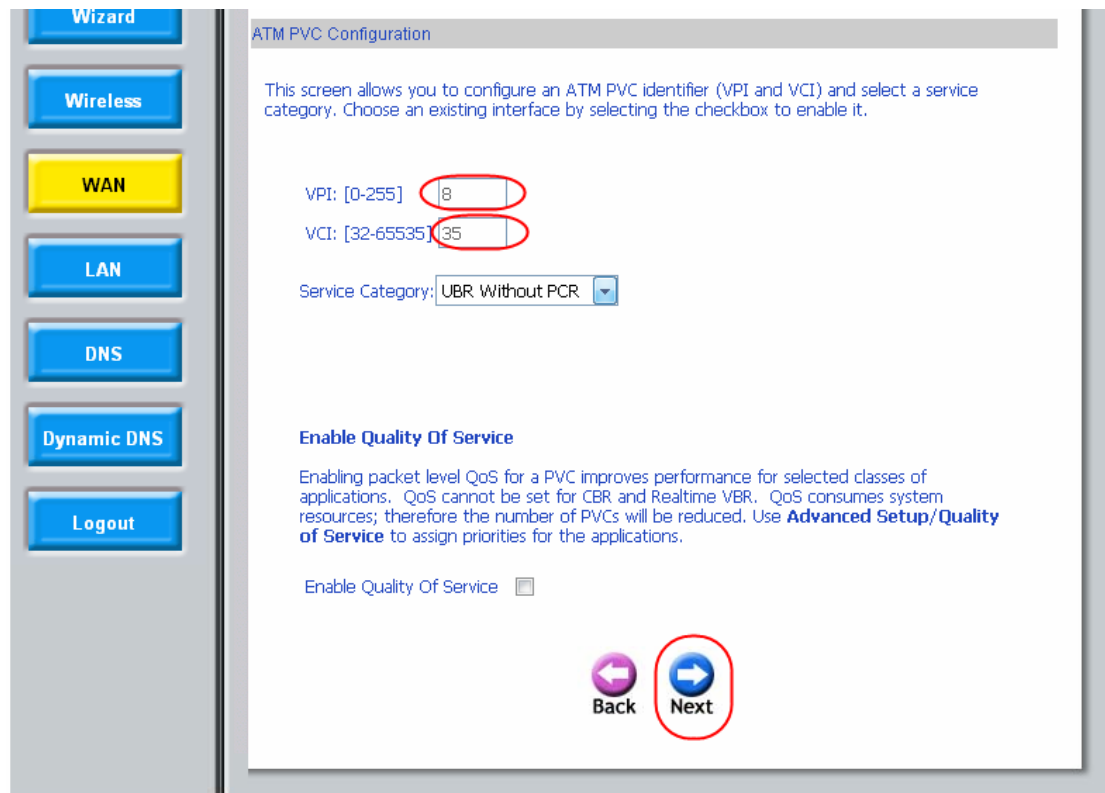 Wizard
Wireless
WAN
LAN
DNS
Dynamic DNS
Logout
ATM PVC Configuration
This screen allows you to configure an ATM PVC identifier (VPI and VCI) and select a service
category. Choose an existing interface by selecting the checkbox to enable it.
VPI: [0-255] 8
VCI: [32-65535] 35
Service Category: UBR Without PCR
Enable Quality Of Service
Enabling packet level QoS for a PVC improves performance for selected classes of
applications. QoS cannot be set for CBR and Realtime VBR. QoS consumes system
resources; therefore the number of PVCs will be reduced. Use Advanced Setup/Quality
of Service to assign priorities for the applications.
Enable Quality Of Service
Back Next